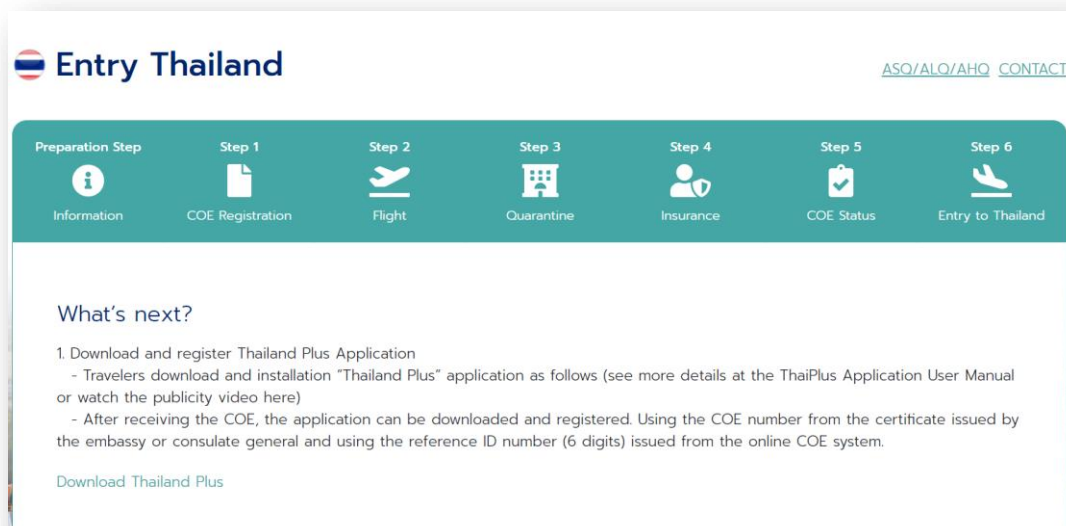 Entry Thailand
ASQ/ALQ/AHQ CONTACT
Preparation Step
Step 1
Step 2
Step 3
Step 4
Step 5
Step 6
Information
COE Registration
Flight
Quarantine
Insurance
COE Status
Entry to Thailand
What's next?
1. Download and register Thailand Plus Application
- Travelers download and installation "Thailand Plus" application as follows (see more details at the ThaiPlus Application User Manual
or watch the publicity video here)
- After receiving the COE, the application can be downloaded and registered. Using the COE number from the certificate issued by
the embassy or consulate general and using the reference ID number (6 digits) issued from the online COE system.
Download Thailand Plus